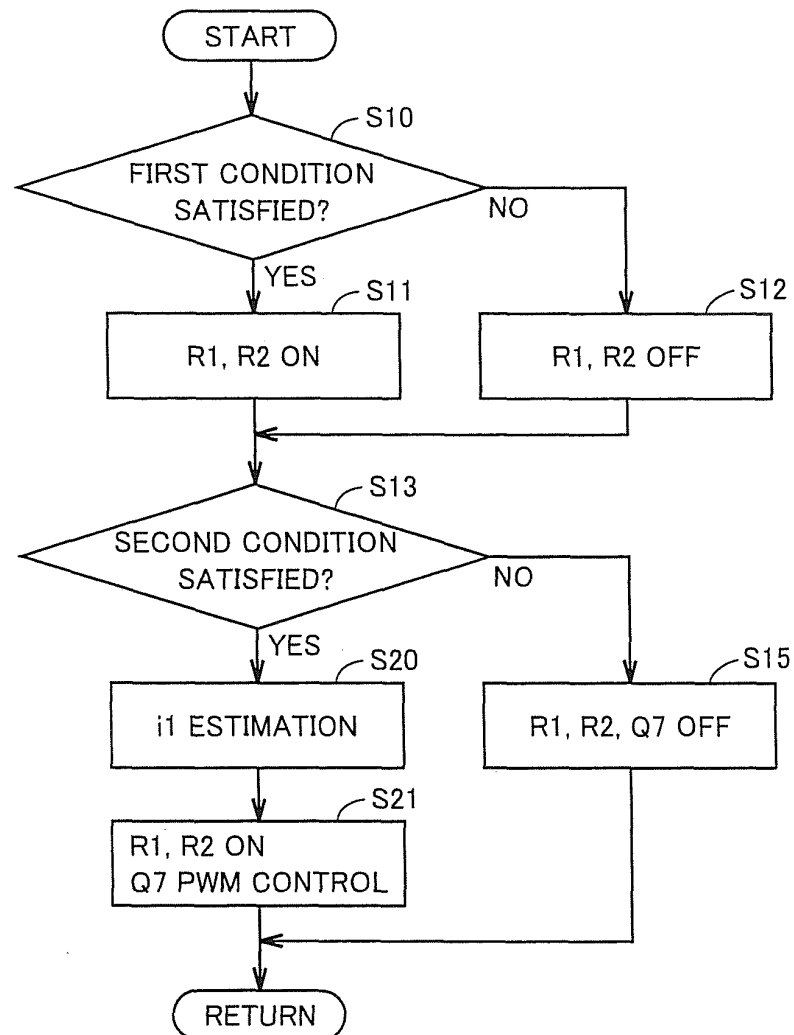 START
S10
FIRST CONDITION
SATISFIED?
NO
YES
S11
S12
R1, R2 ON
R1, R2 OFF
S13
SECOND CONDITION
SATISFIED?
NO
YES
S20
S15
i1 ESTIMATION
R1, R2, Q7 OFF
S21
R1, R2 ON
Q7 PWM CONTROL
RETURN